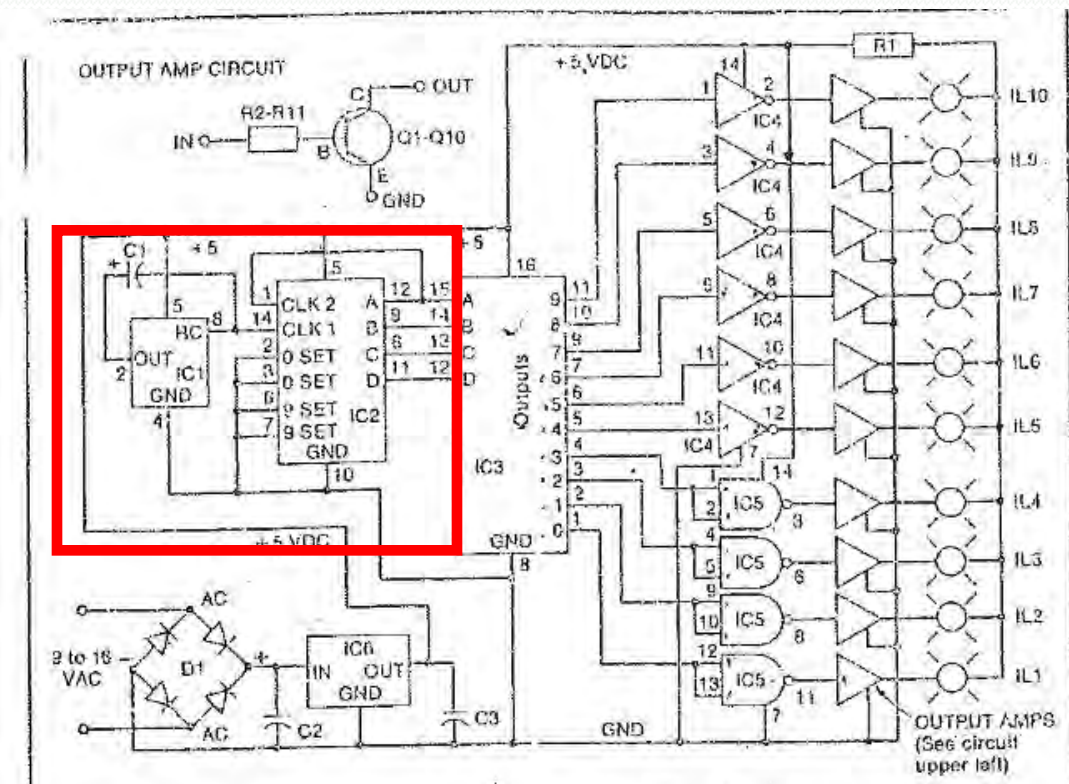 OUTPUT AMP CIRCUIT
C
OUT
R2-R11
IN
B
Q1-Q10
E
GND
+5 VDC
R1
14
1
2
IC4
IL10
3
4
IC4
IL9
5
6
IC4
IL8
9
8
IC4
IL7
11
10
IC4
IL6
13
12
IC4
7
IL5
14
1
2
IC5
3
IL4
4
5
IC5
6
IL3
9
10
IC5
8
IL2
12
13
IC5
11
7
IL1
C1
+
+5
5
RC
8
OUT
2
IC1
GND
4
5
1
CLK 2
14
CLK 1
2
0 SET
3
0 SET
6
9 SET
7
9 SET
IC2
GND
10
A
12
B
9
C
8
D
11
+5
16
15
A
14
B
13
C
12
D
Outputs
IC3
9
11
8
10
7
9
6
7
5
6
4
5
3
4
2
3
1
2
0
1
GND
8
+5 VDC
AC
9 to 16
VAC
D1
AC
+
IC6
IN
OUT
GND
C2
C3
GND
OUTPUT AMPS
(See circuit
upper left)